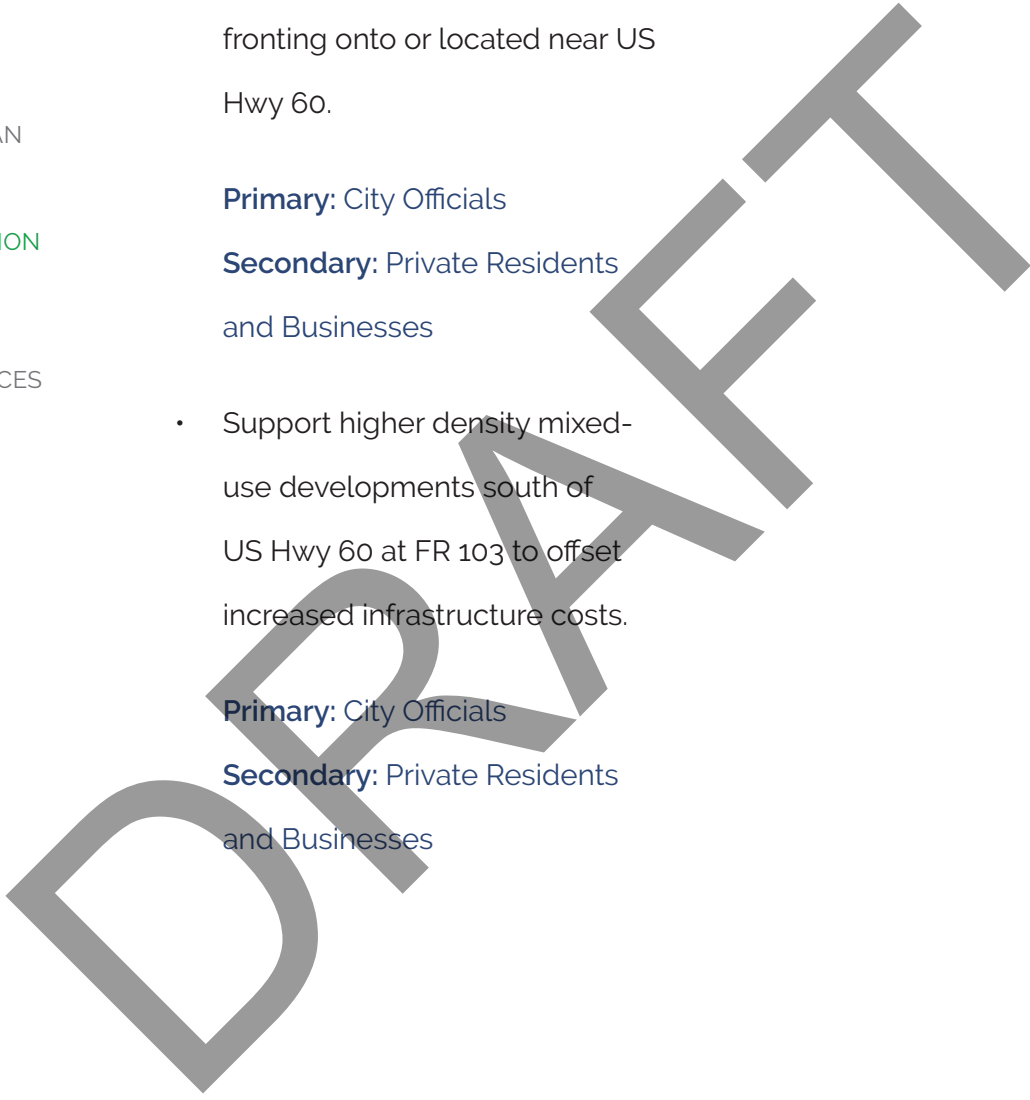 fronting onto or located near US
Hwy 60.
AN
Primary: City Officials
ION
Secondary: Private Residents
and Businesses
CES
• Support higher density mixed-
use developments south of
US Hwy 60 at FR 103 to offset
increased infrastructure costs.
Primary: City Officials
Secondary: Private Residents
and Businesses
DRAFT